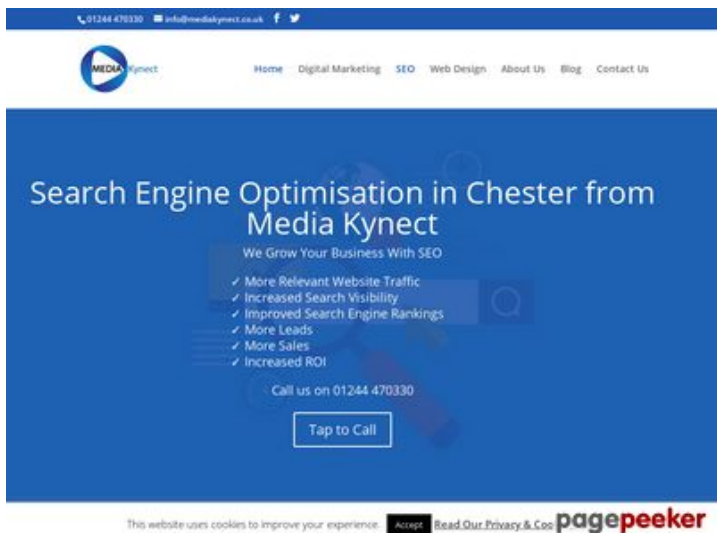 01244 470330 info@mediakynect.co.uk
MEDIA Kynect
Home Digital Marketing SEO Web Design About Us Blog Contact Us
Search Engine Optimisation in Chester from
Media Kynect
We Grow Your Business With SEO
✓ More Relevant Website Traffic
✓ Increased Search Visibility
✓ Improved Search Engine Rankings
✓ More Leads
✓ More Sales
✓ Increased ROI
Call us on 01244 470330
Tap to Call
This website uses cookies to improve your experience. Accept Read Our Privacy & Coo
pagepeeker